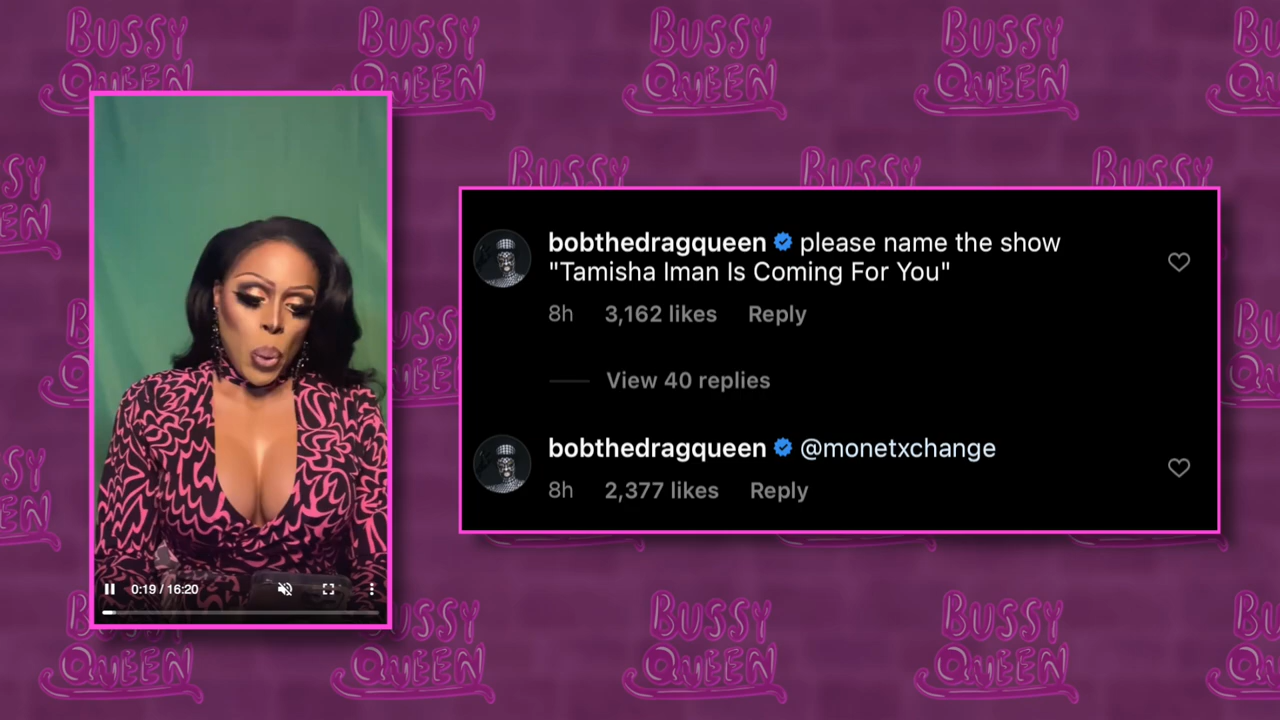 BUSSY QUEEN
bobthedragqueen please name the show
"Tamisha Iman Is Coming For You"
8h 3,162 likes Reply
View 40 replies
bobthedragqueen @monetxchange
8h 2,377 likes Reply
0:19 / 16:20